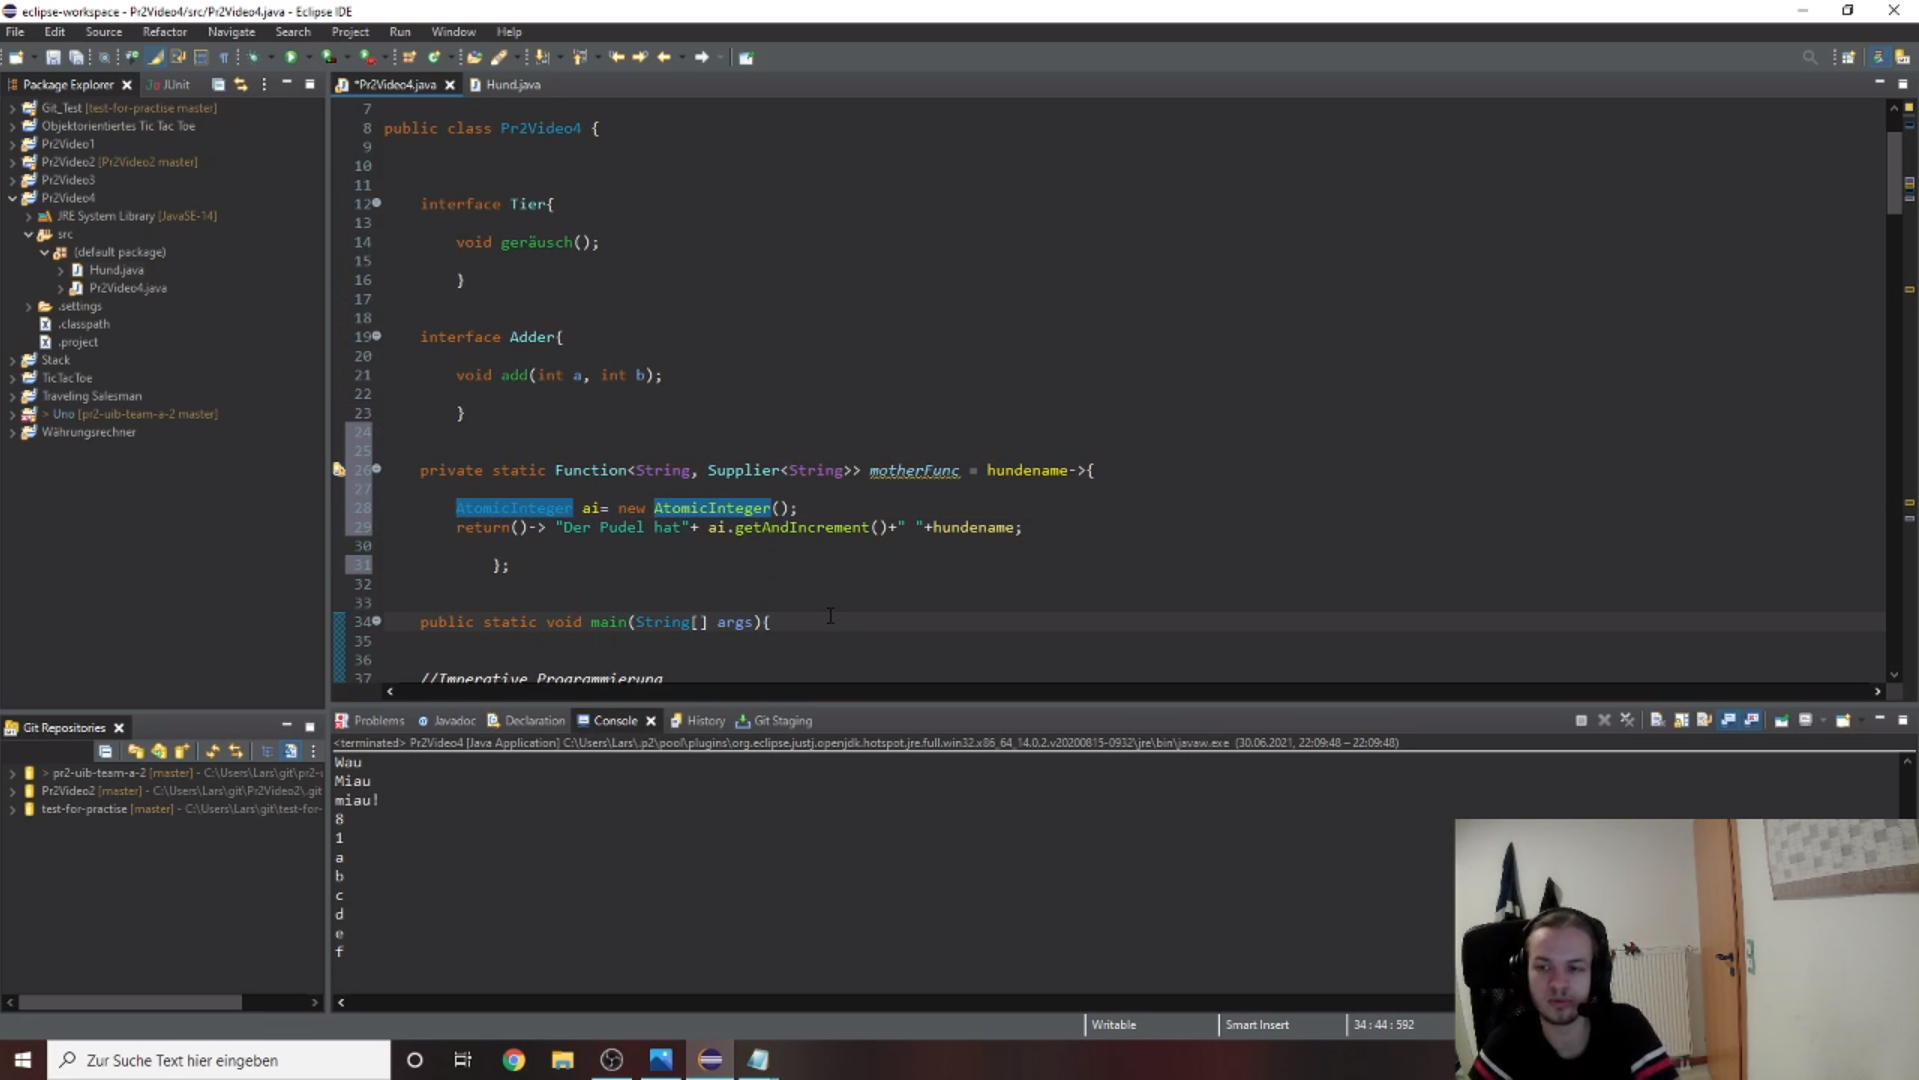 eclipse-workspace - Pr2Video4/src/Pr2Video4.java - Eclipse IDE
File Edit Source Refactor Navigate Search Project Run Window Help
Package Explorer JUnit
Git_Test [test-for-practise master]
Objektorientiertes Tic Tac Toe
Pr2Video1
Pr2Video2 [Pr2Video2 master]
Pr2Video3
Pr2Video4
JRE System Library [JavaSE-14]
src
(default package)
Hund.java
Pr2Video4.java
.settings
.classpath
.project
Stack
TicTacToe
Traveling Salesman
> Uno [pr2-uib-team-a-2 master]
Währungsrechner
*Pr2Video4.java Hund.java
7
8 public class Pr2Video4 {
9
10
11
12 interface Tier{
13
14 void geräusch();
15
16 }
17
18
19 interface Adder{
20
21 void add(int a, int b);
22
23 }
24
25
26 private static Function<String, Supplier<String>> motherFunc = hundename->{
27
28 AtomicInteger ai= new AtomicInteger();
29 return()-> "Der Pudel hat"+ ai.getAndIncrement()+" "+hundename;
30
31 };
32
33
34 public static void main(String[] args){
35
36
37 //Imperative Programmierung
Git Repositories
> pr2-uib-team-a-2 [master] - C:\Users\Lars\git\pr2-u
Pr2Video2 [master] - C:\Users\Lars\git\Pr2Video2\.git
test-for-practise [master] - C:\Users\Lars\git\test-for-
Problems Javadoc Declaration Console History Git Staging
<terminated> Pr2Video4 [Java Application] C:\Users\Lars\.p2\pool\plugins\org.eclipse.justj.openjdk.hotspot.jre.full.win32.x86_64_14.0.2.v20200815-0932\jre\bin\javaw.exe (30.06.2021, 22:09:48 – 22:09:48)
Wau
Miau
miau!
8
1
a
b
c
d
e
f
Writable Smart Insert 34 : 44 : 592
Zur Suche Text hier eingeben